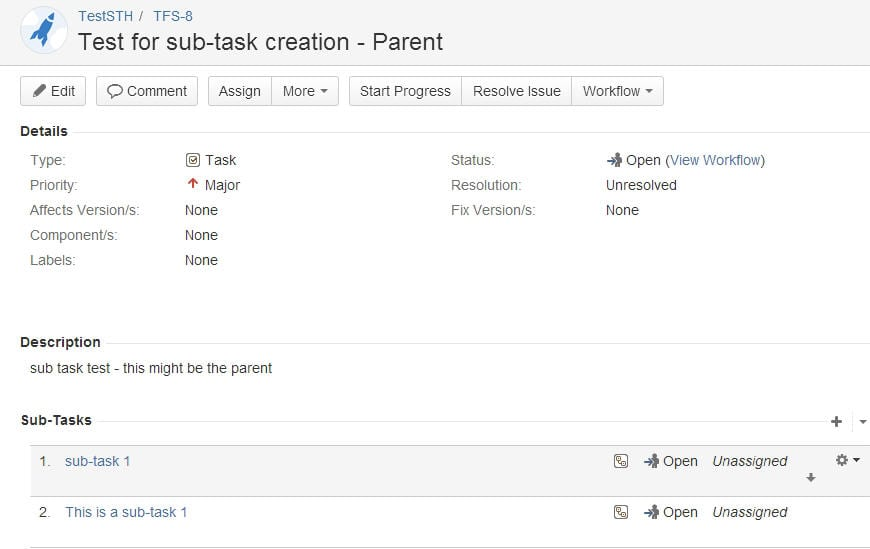 TestSTH / TFS-8
Test for sub-task creation - Parent
Edit Comment Assign More Start Progress Resolve Issue Workflow
Details
Type: Task Status: Open (View Workflow)
Priority: Major Resolution: Unresolved
Affects Version/s: None Fix Version/s: None
Component/s: None
Labels: None
Description
sub task test - this might be the parent
Sub-Tasks
1. sub-task 1 Open Unassigned
2. This is a sub-task 1 Open Unassigned